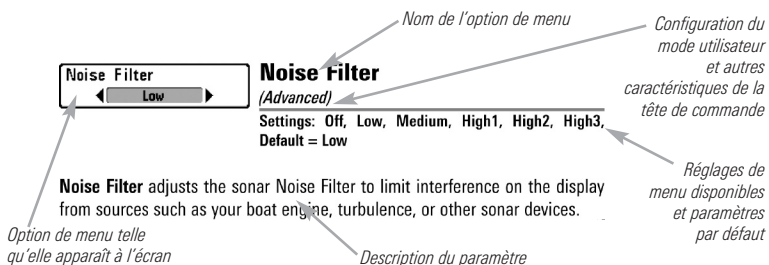 Nom de l'option de menu
Configuration du
mode utilisateur
et autres
caractéristiques de la
tête de commande
Noise Filter
Low
Noise Filter
(Advanced)
Settings: Off, Low, Medium, High1, High2, High3,
Default = Low
Réglages de
menu disponibles
et paramètres
par défaut
Noise Filter adjusts the sonar Noise Filter to limit interference on the display
from sources such as your boat engine, turbulence, or other sonar devices.
Option de menu telle
qu'elle apparaît à l'écran
Description du paramètre